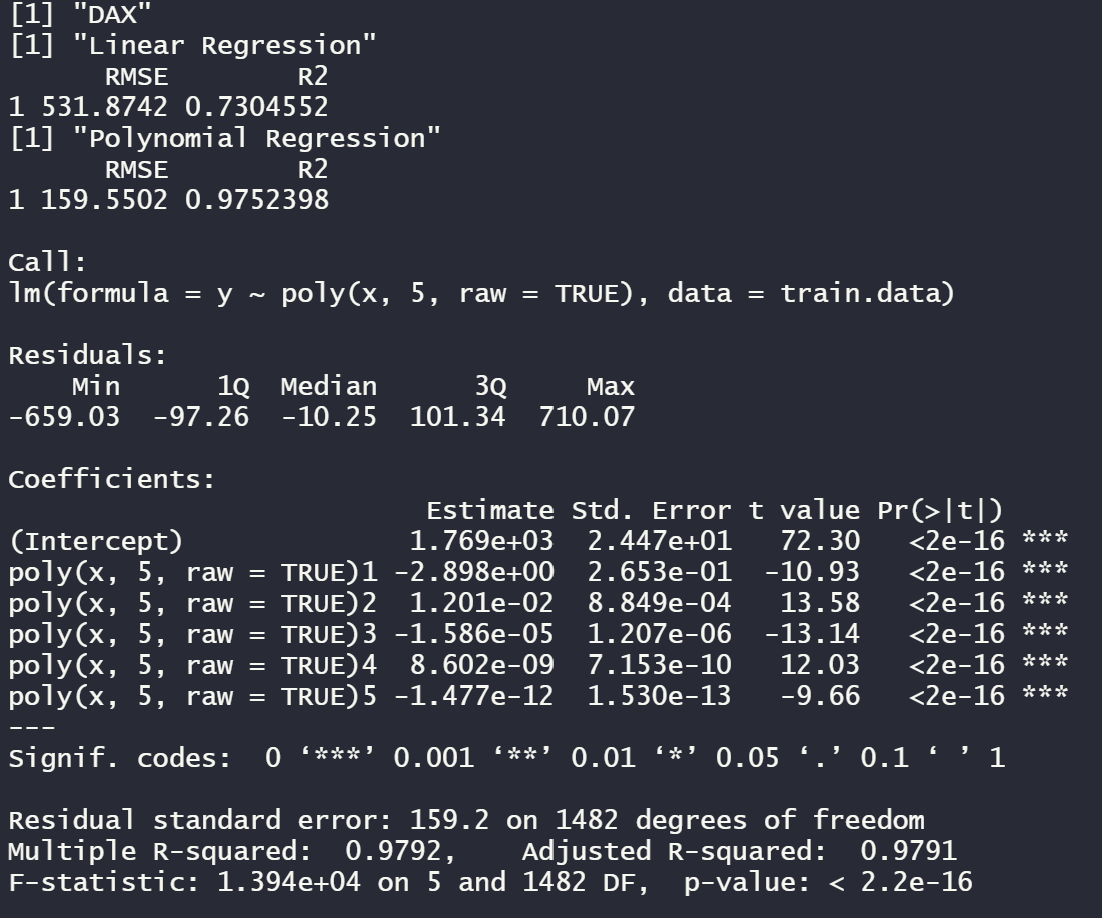 [1] "DAX"
[1] "Linear Regression"
      RMSE        R2
1 531.8742 0.7304552
[1] "Polynomial Regression"
      RMSE        R2
1 159.5502 0.9752398

Call:
lm(formula = y ~ poly(x, 5, raw = TRUE), data = train.data)

Residuals:
    Min      1Q  Median      3Q     Max
-659.03  -97.26  -10.25  101.34  710.07

Coefficients:
                          Estimate Std. Error t value Pr(>|t|)
(Intercept)              1.769e+03  2.447e+01   72.30   <2e-16 ***
poly(x, 5, raw = TRUE)1 -2.898e+00  2.653e-01  -10.93   <2e-16 ***
poly(x, 5, raw = TRUE)2  1.201e-02  8.849e-04   13.58   <2e-16 ***
poly(x, 5, raw = TRUE)3 -1.586e-05  1.207e-06  -13.14   <2e-16 ***
poly(x, 5, raw = TRUE)4  8.602e-09  7.153e-10   12.03   <2e-16 ***
poly(x, 5, raw = TRUE)5 -1.477e-12  1.530e-13   -9.66   <2e-16 ***
---
Signif. codes:  0 ‘***’ 0.001 ‘**’ 0.01 ‘*’ 0.05 ‘.’ 0.1 ‘ ’ 1

Residual standard error: 159.2 on 1482 degrees of freedom
Multiple R-squared:  0.9792,	Adjusted R-squared:  0.9791
F-statistic: 1.394e+04 on 5 and 1482 DF,  p-value: < 2.2e-16